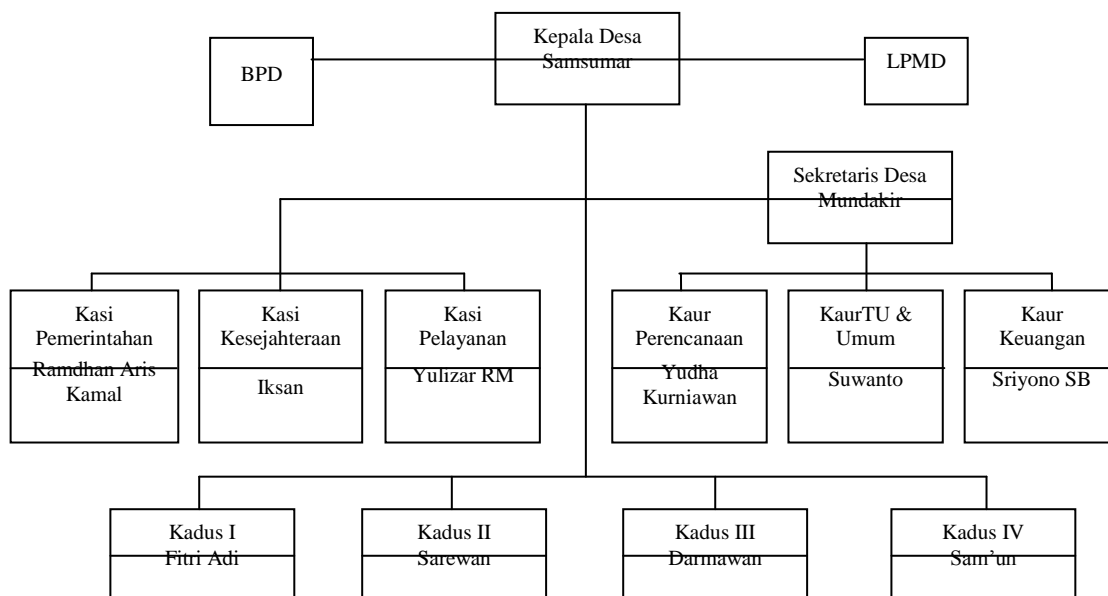 Kepala Desa
Samsumar
BPD
LPMD
Sekretaris Desa
Mundakir
Kasi
Pemerintahan
Ramdhan Aris
Kamal
Kasi
Kesejahteraan
Iksan
Kasi
Pelayanan
Yulizar RM
Kaur
Perencanaan
Yudha
Kurniawan
KaurTU &
Umum
Suwanto
Kaur
Keuangan
Sriyono SB
Kadus I
Fitri Adi
Kadus II
Sarewan
Kadus III
Darmawan
Kadus IV
Sam'un